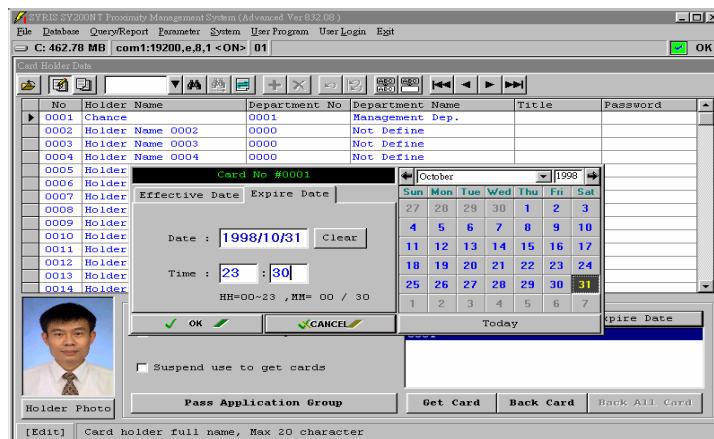 SYRIS SY200NT Proximity Management System (Advanced Ver 832.08 )
File Database Query/Report Parameter System User Program User Login Exit
C: 462.78 MB com1:19200,e,8,1 <ON> 01 OK
Card Holder Data
No Holder Name Department No Department Name Title Password
0001 Chance 0001 Management Dep.
0002 Holder Name 0002 0000 Not Define
0003 Holder Name 0003 0000 Not Define
0004 Holder Name 0004 0000 Not Define
0005 Holder
0006 Holder
0007 Holder
0008 Holder
0009 Holder
0010 Holder
0011 Holder
0012 Holder
0013 Holder
0014 Holder
Card No #0001
Effective Date Expire Date
Date : 1998/10/31 Clear
Time : 23 : 30
HH=00~23 ,MM= 00 / 30
OK CANCEL
October 1998
Sun Mon Tue Wed Thu Fri Sat
27 28 29 30 1 2 3
4 5 6 7 8 9 10
11 12 13 14 15 16 17
18 19 20 21 22 23 24
25 26 27 28 29 30 31
1 2 3 4 5 6 7
Today
xpire Date
Suspend use to get cards
Holder Photo
Pass Application Group Get Card Back Card Back All Card
[Edit] Card holder full name, Max 20 character